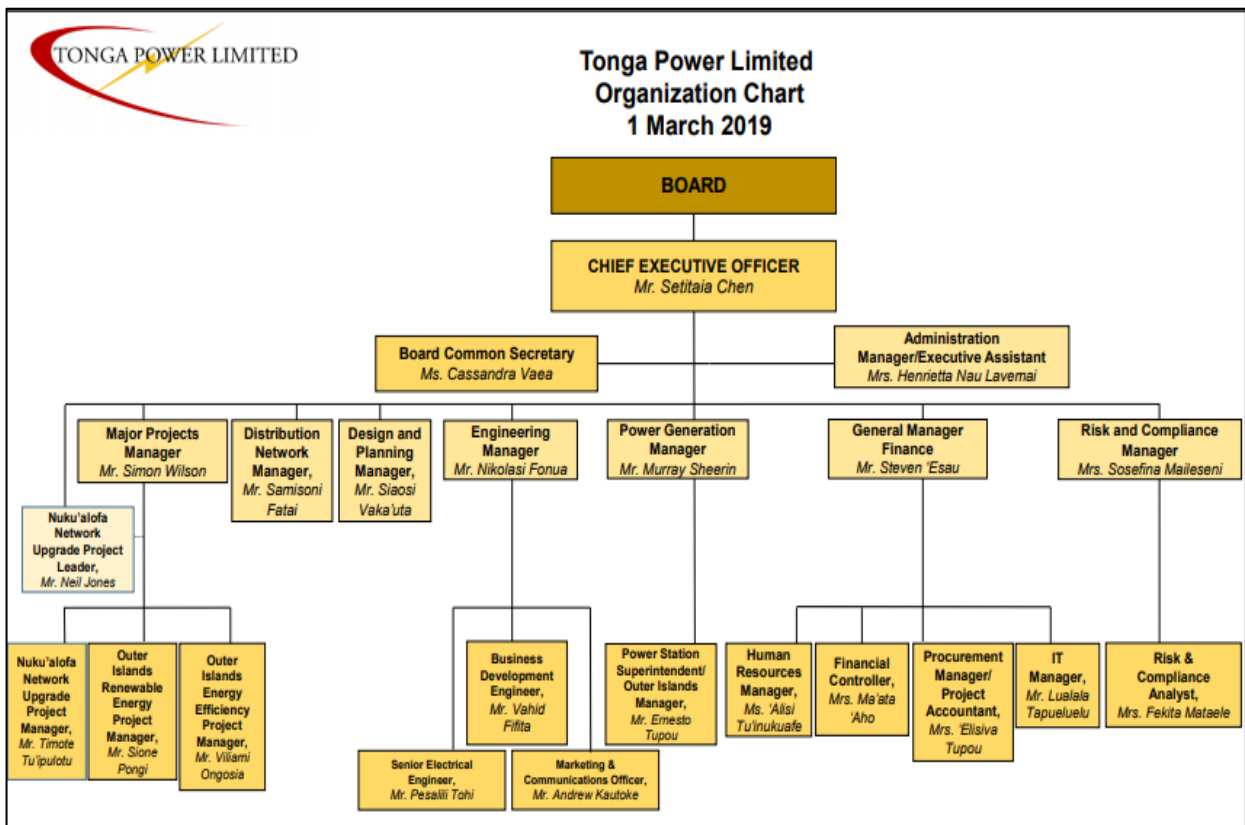 TONGA POWER LIMITED
Tonga Power Limited
Organization Chart
1 March 2019
BOARD
CHIEF EXECUTIVE OFFICER
Mr. Setitaia Chen
Board Common Secretary
Ms. Cassandra Vaea
Administration
Manager/Executive Assistant
Mrs. Henrietta Nau Lavemai
Major Projects
Manager
Mr. Simon Wilson
Distribution
Network
Manager,
Mr. Samisoni
Fatai
Design and
Planning
Manager,
Mr. Siaosi
Vaka'uta
Engineering
Manager
Mr. Nikolasi Fonua
Power Generation
Manager
Mr. Murray Sheerin
General Manager
Finance
Mr. Steven 'Esau
Risk and Compliance
Manager
Mrs. Sosefina Maileseni
Nuku'alofa
Network
Upgrade Project
Leader,
Mr. Neil Jones
Nuku'alofa
Network
Upgrade
Project
Manager,
Mr. Timote
Tu'ipulotu
Outer
Islands
Renewable
Energy
Project
Manager,
Mr. Sione
Pongi
Outer
Islands
Energy
Efficiency
Project
Manager,
Mr. Viliami
Ongosia
Business
Development
Engineer,
Mr. Vahid
Fifita
Senior Electrical
Engineer,
Mr. Pesalili Tohi
Marketing &
Communications Officer,
Mr. Andrew Kautoke
Power Station
Superintendent/
Outer Islands
Manager,
Mr. Ernesto
Tupou
Human
Resources
Manager,
Ms. 'Alisi
Tu'inukuafe
Financial
Controller,
Mrs. Ma'ata
'Aho
Procurement
Manager/
Project
Accountant,
Mrs. 'Elisiva
Tupou
IT
Manager,
Mr. Lualala
Tapueluelu
Risk &
Compliance
Analyst,
Mrs. Fekita Mataele